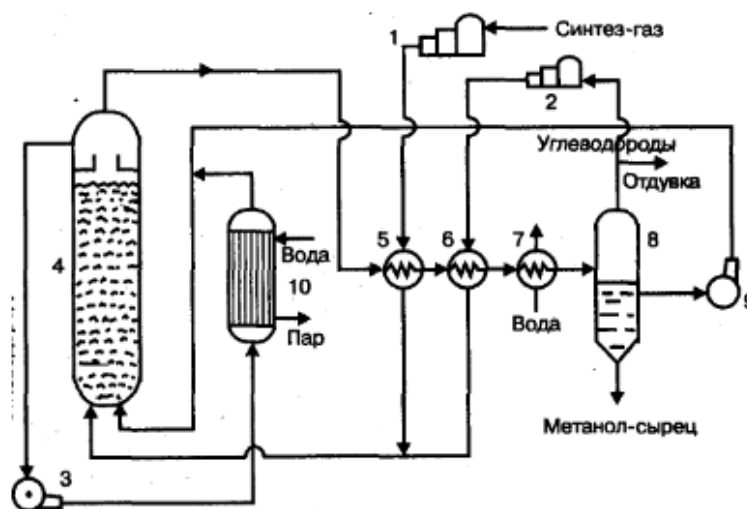 1
Синтез-газ
2
Углеводороды
Отдувка
4
Вода
10
Пар
5
6
7
8
9
Вода
Метанол-сырец
3